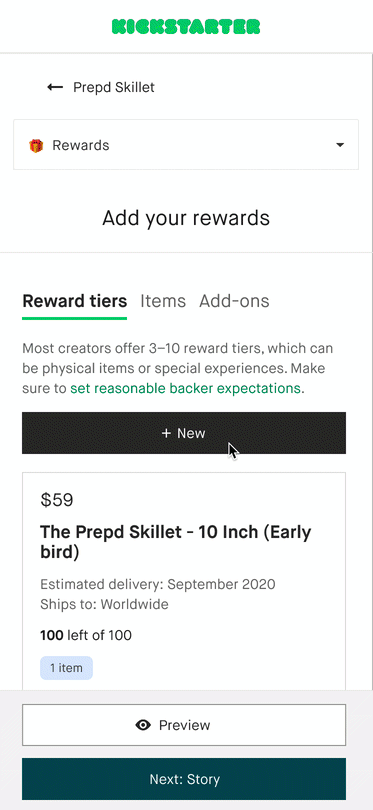 KICKSTARTER
← Prepd Skillet
Rewards
Add your rewards
Reward tiers Items Add-ons
Most creators offer 3–10 reward tiers, which can
be physical items or special experiences. Make
sure to set reasonable backer expectations.
+ New
$59
The Prepd Skillet - 10 Inch (Early
bird)
Estimated delivery: September 2020
Ships to: Worldwide
100 left of 100
1 item
Preview
Next: Story